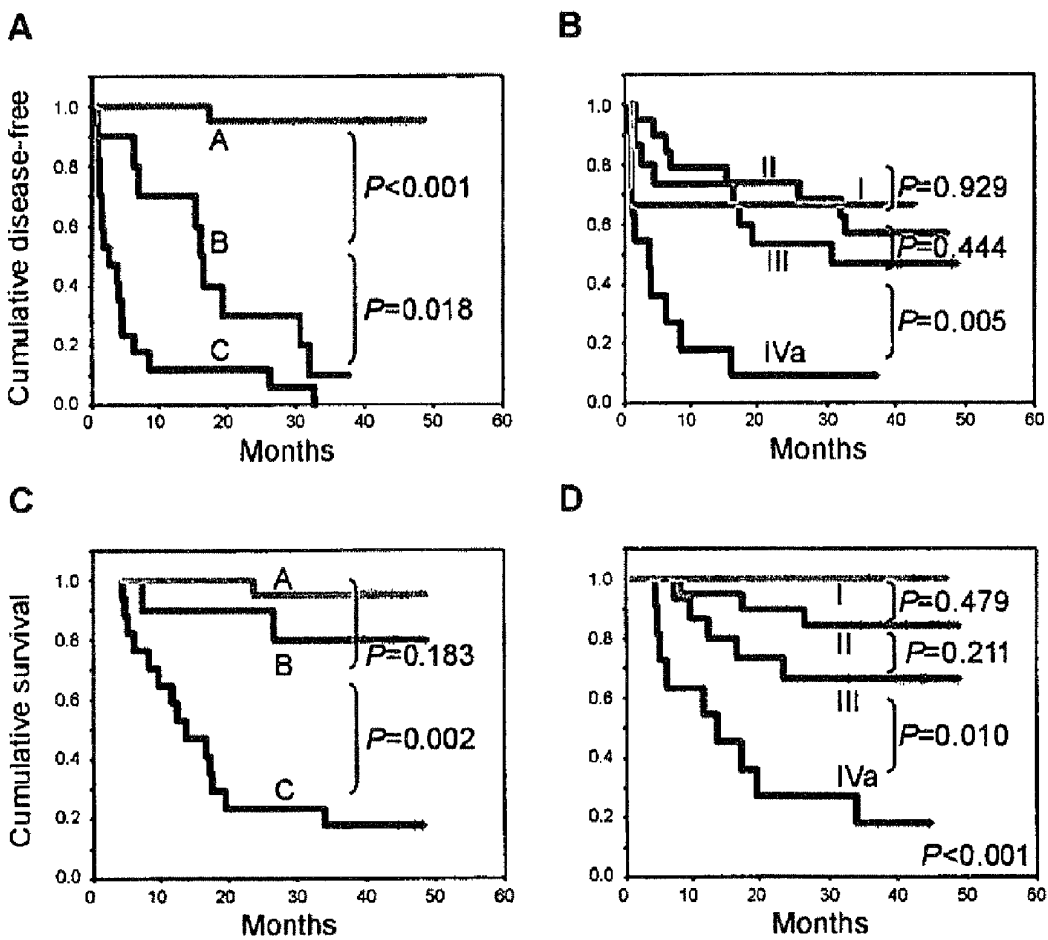 A
Cumulative disease-free
1.0
0.8
0.6
0.4
0.2
0.0
A
B
C
P<0.001
P=0.018
0 10 20 30 40 50 60
Months
B
1.0
0.8
0.6
0.4
0.2
0.0
II
I
III
IVa
P=0.929
P=0.444
P=0.005
0 10 20 30 40 50 60
Months
C
Cumulative survival
1.0
0.8
0.6
0.4
0.2
0.0
A
B
C
P=0.183
P=0.002
0 10 20 30 40 50 60
Months
D
1.0
0.8
0.6
0.4
0.2
0.0
I
II
III
IVa
P=0.479
P=0.211
P=0.010
P<0.001
0 10 20 30 40 50 60
Months